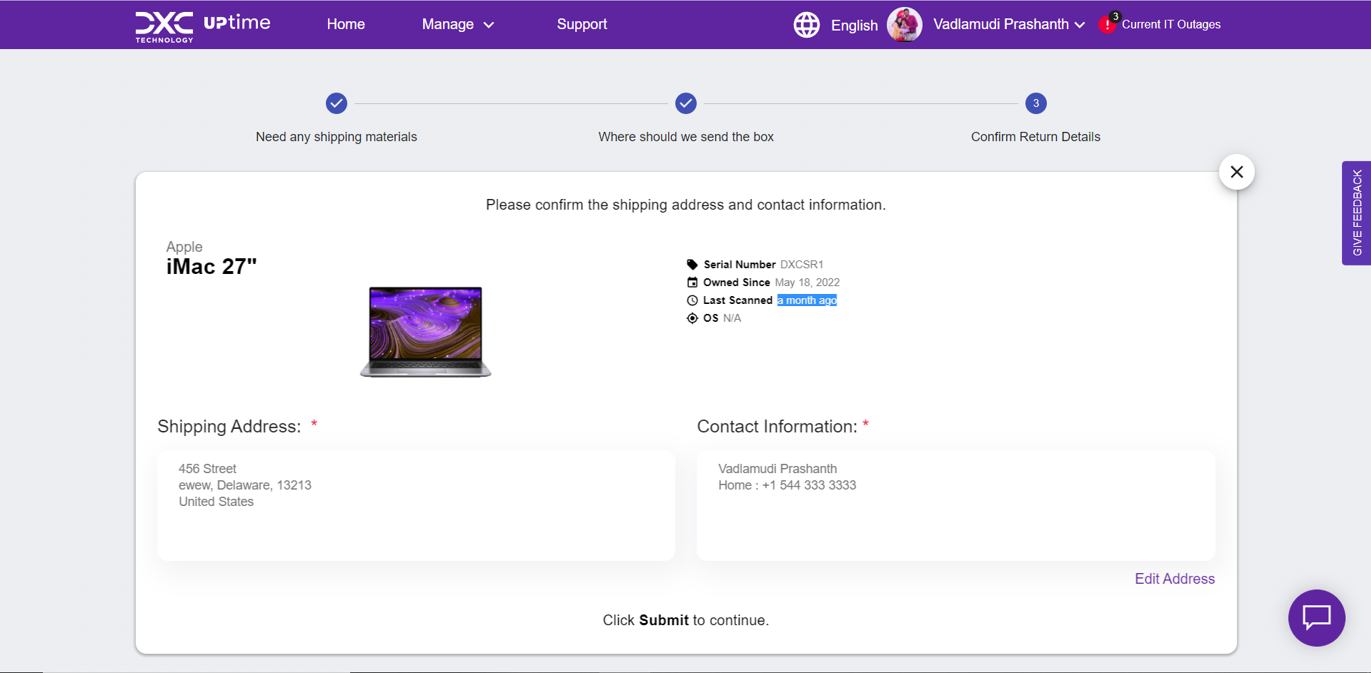 DXC TECHNOLOGY UPtime Home Manage Support English Vadlamudi Prashanth ! 3 Current IT Outages
3
Need any shipping materials Where should we send the box Confirm Return Details
GIVE FEEDBACK
Please confirm the shipping address and contact information.
Apple
iMac 27"
Serial Number DXCSR1
Owned Since May 18, 2022
Last Scanned a month ago
OS N/A
Shipping Address: *
456 Street
ewew, Delaware, 13213
United States
Contact Information: *
Vadlamudi Prashanth
Home : +1 544 333 3333
Edit Address
Click Submit to continue.